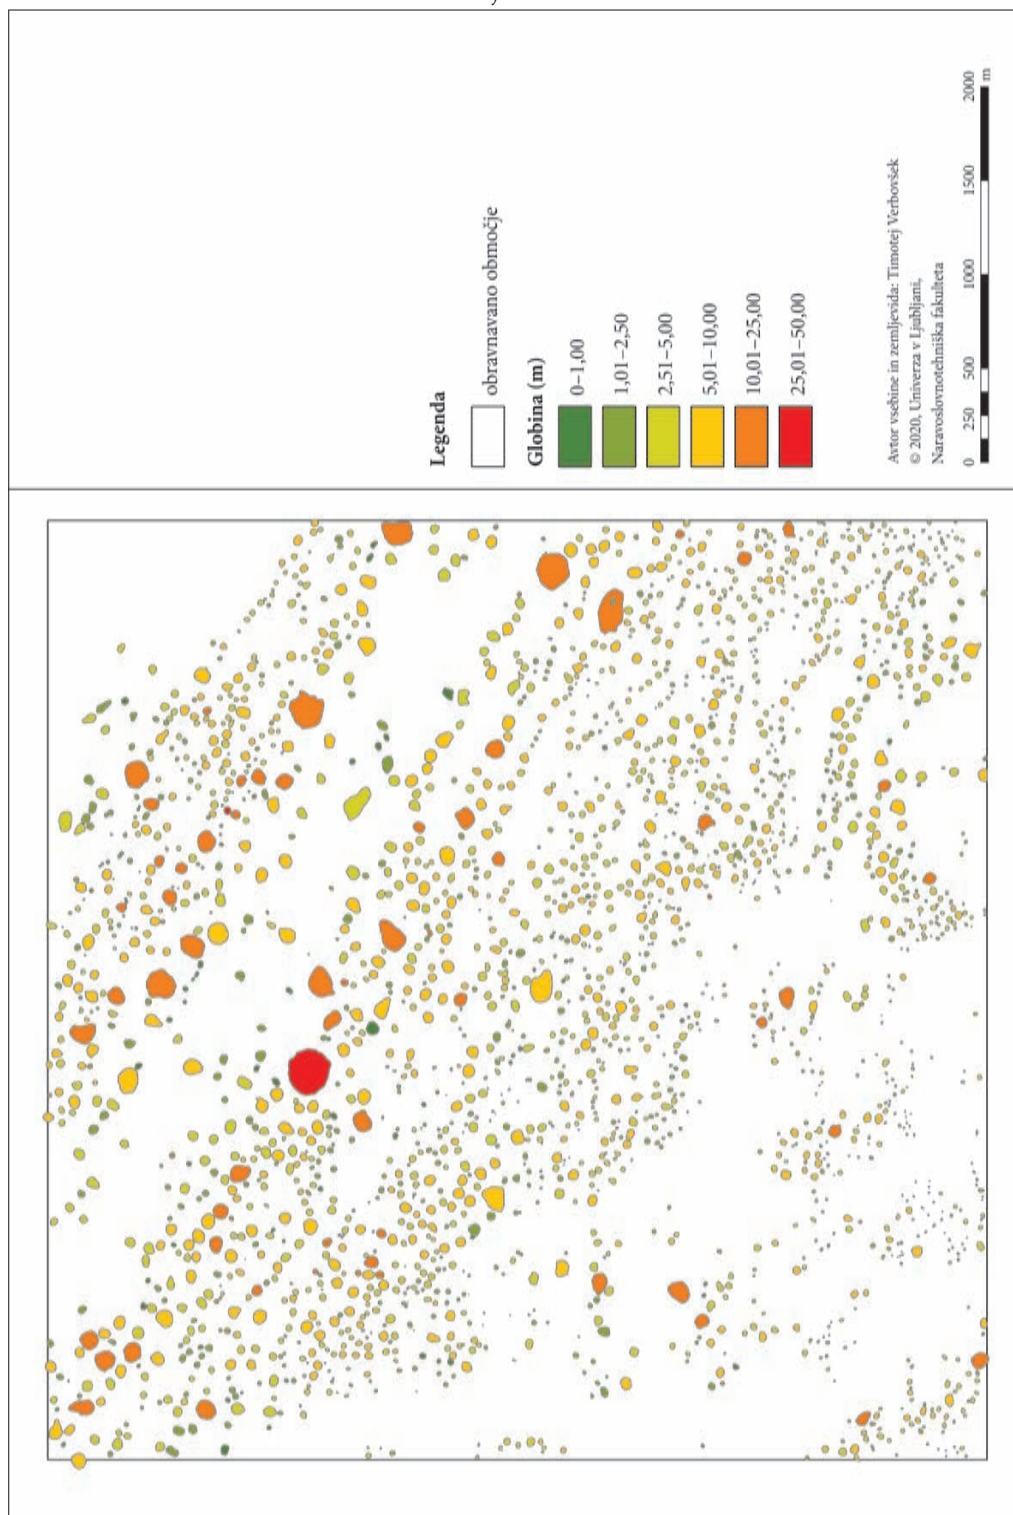 Legenda
obravnavano območje
Globina (m)
0–1,00
1,01–2,50
2,51–5,00
5,01–10,00
10,01–25,00
25,01–50,00
Avtor vsebine in zemljevida: Timotej Verbovšek
© 2020, Univerza v Ljubljani,
Naravoslovnotehniška fakulteta
0 250 500 1000 1500 2000
m